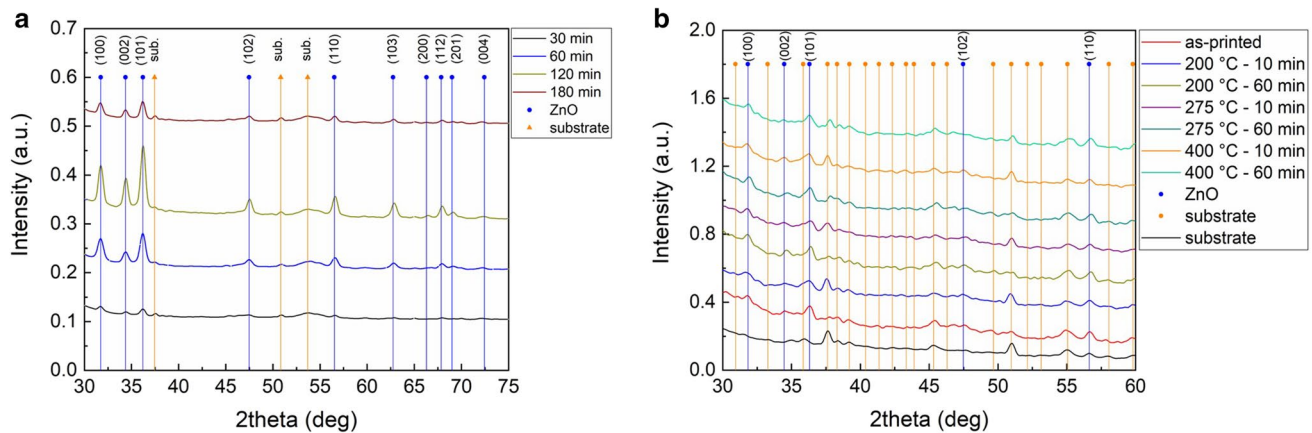 a
0.7
0.6
0.5
0.4
0.3
0.2
0.1
0.0
Intensity (a.u.)
30 35 40 45 50 55 60 65 70 75
2theta (deg)
(100)
(002)
(101)
sub.
(102)
sub.
sub.
(110)
(103)
(200)
(112)
(201)
(004)
30 min
60 min
120 min
180 min
ZnO
substrate
b
2.0
1.6
1.2
0.8
0.4
0.0
Intensity (a.u.)
30 35 40 45 50 55 60
2theta (deg)
(100)
(002)
(101)
(102)
(110)
as-printed
200 °C - 10 min
200 °C - 60 min
275 °C - 10 min
275 °C - 60 min
400 °C - 10 min
400 °C - 60 min
ZnO
substrate
substrate